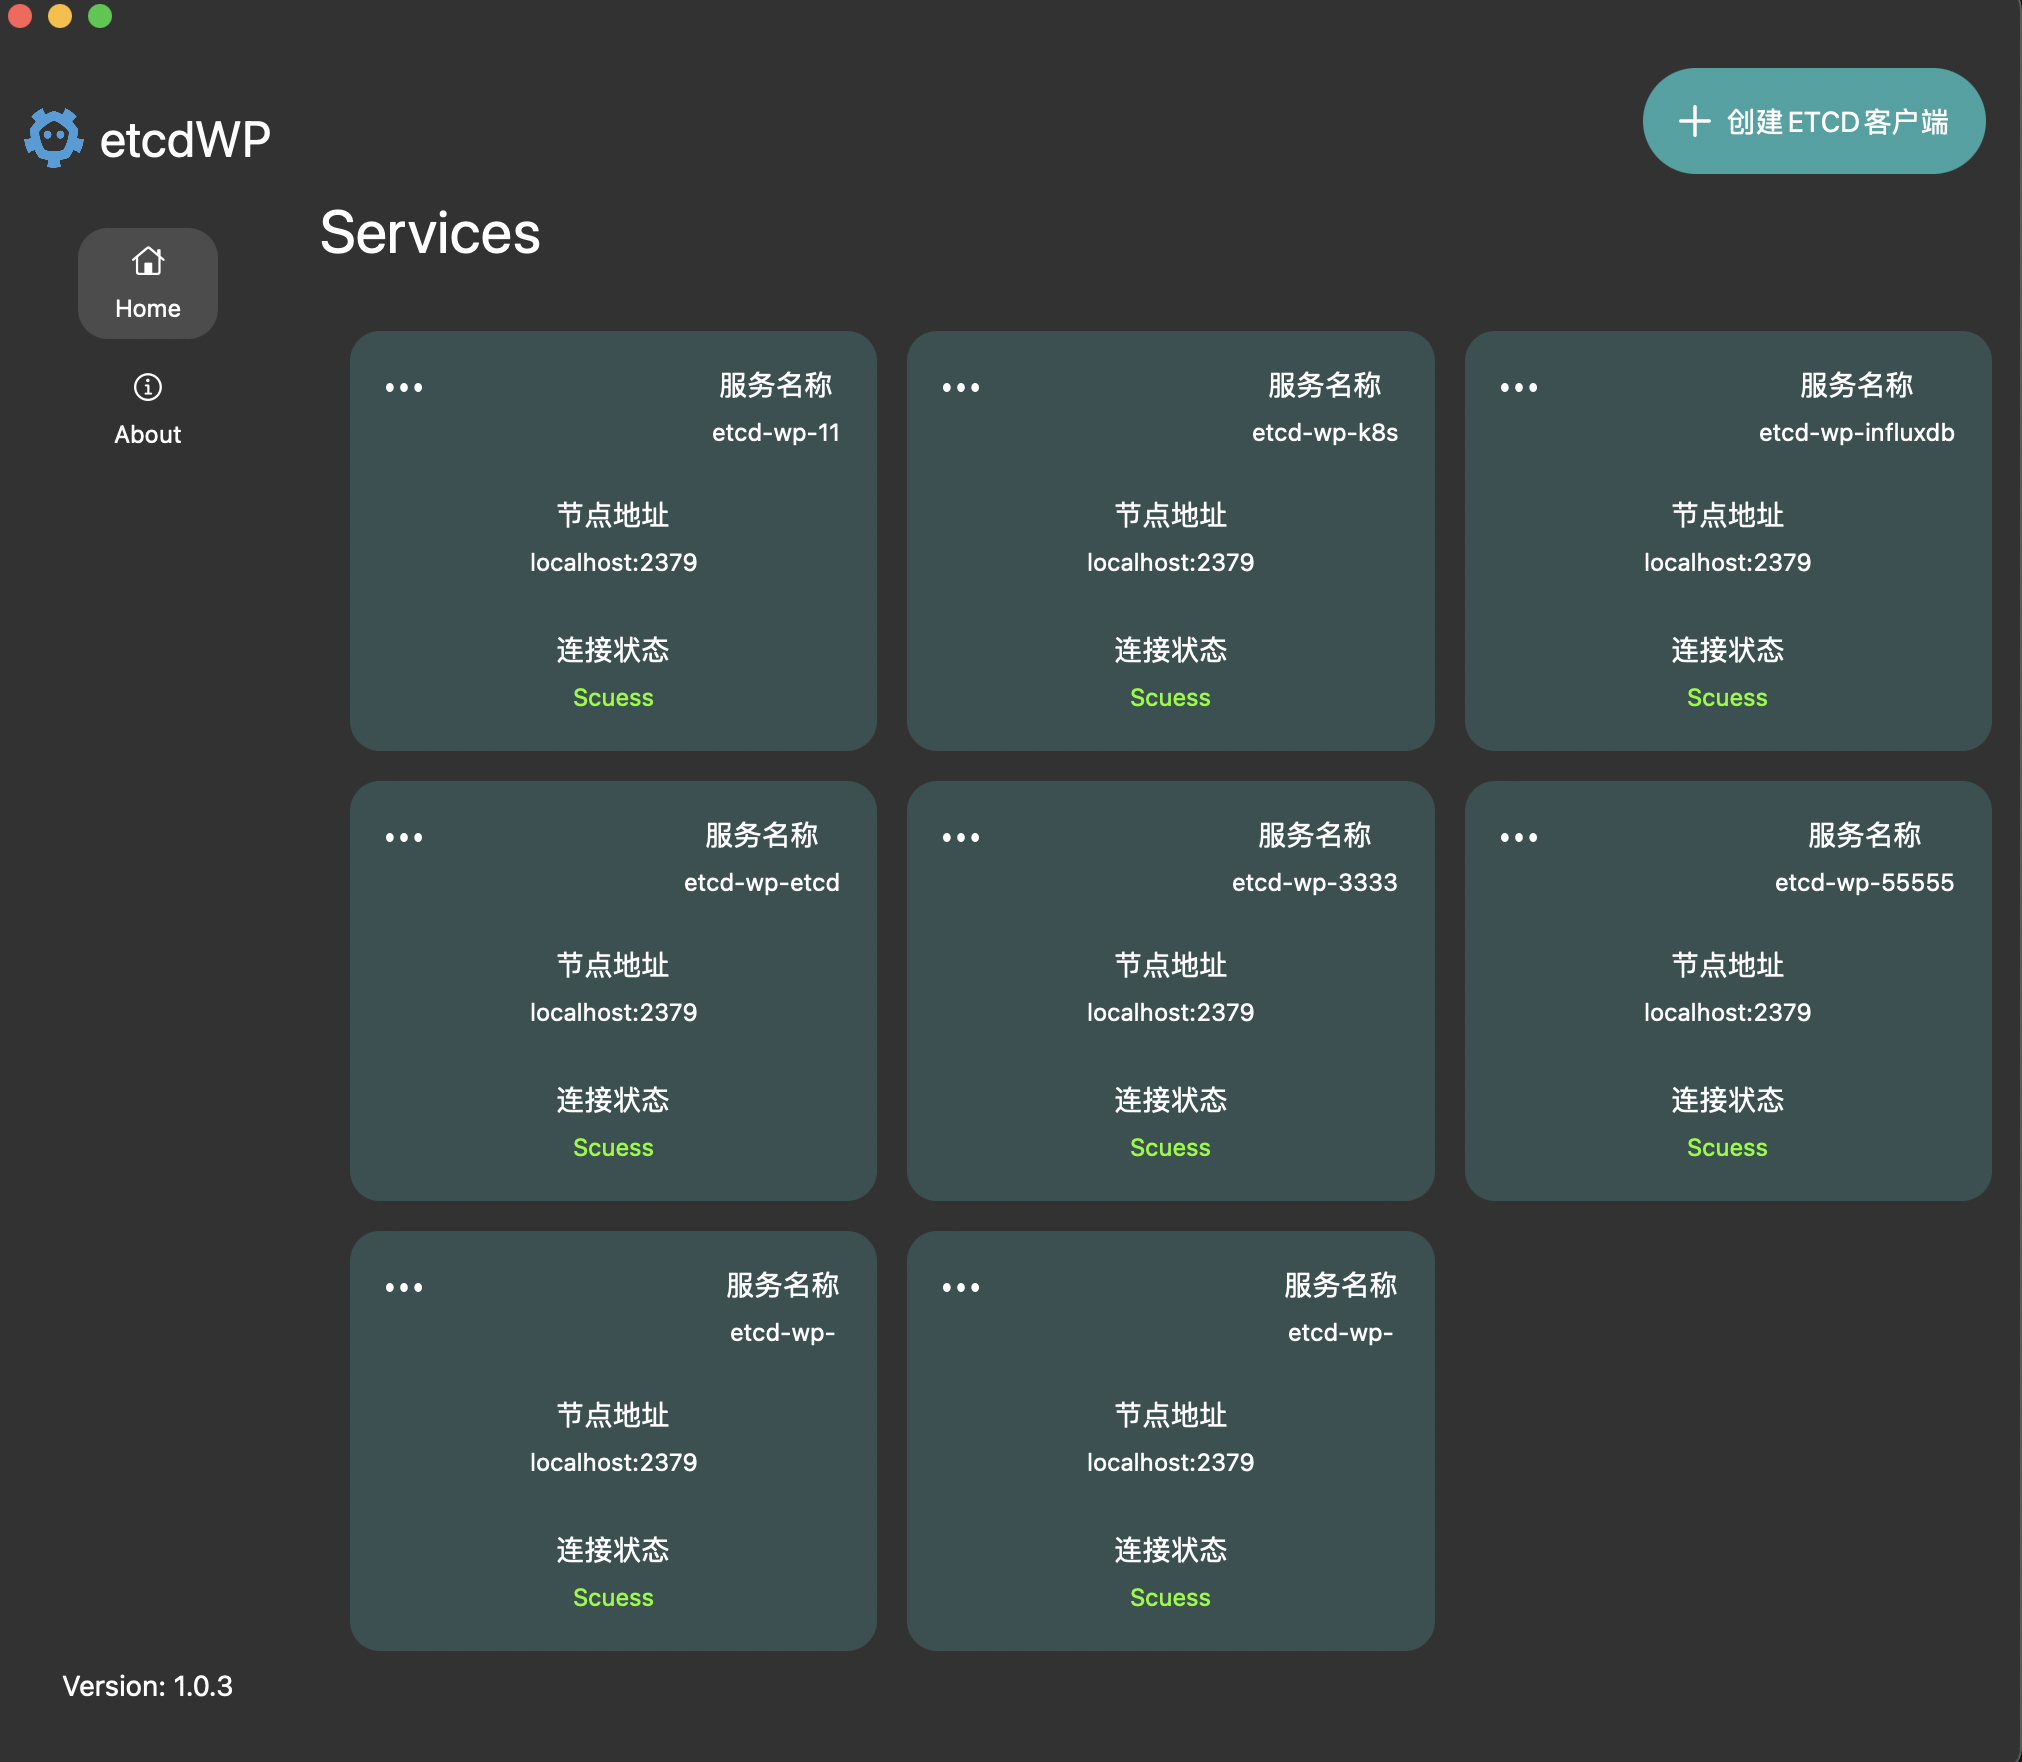 etcdWP
创建ETCD客户端
Home
About
Services
服务名称
etcd-wp-11
节点地址
localhost:2379
连接状态
Scuess
服务名称
etcd-wp-k8s
节点地址
localhost:2379
连接状态
Scuess
服务名称
etcd-wp-influxdb
节点地址
localhost:2379
连接状态
Scuess
服务名称
etcd-wp-etcd
节点地址
localhost:2379
连接状态
Scuess
服务名称
etcd-wp-3333
节点地址
localhost:2379
连接状态
Scuess
服务名称
etcd-wp-55555
节点地址
localhost:2379
连接状态
Scuess
服务名称
etcd-wp-
节点地址
localhost:2379
连接状态
Scuess
服务名称
etcd-wp-
节点地址
localhost:2379
连接状态
Scuess
Version: 1.0.3